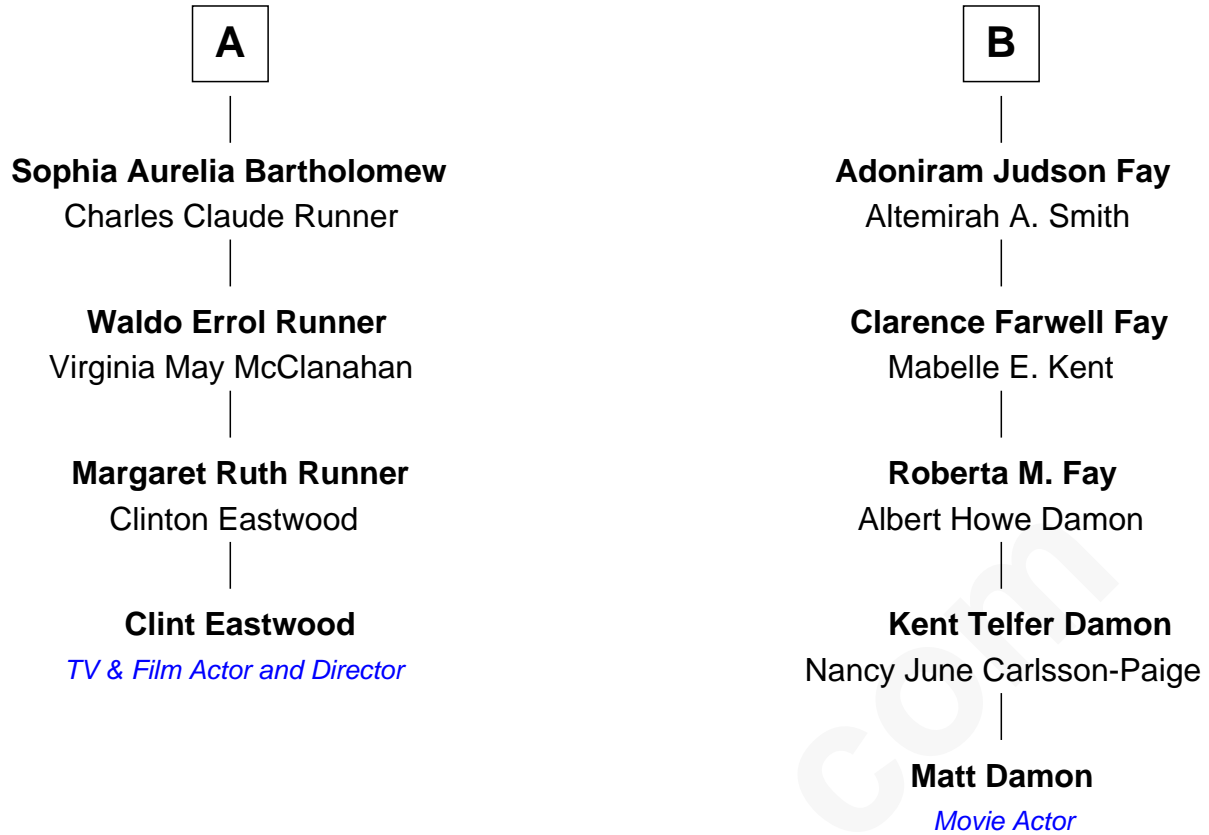 A
Sophia Aurelia Bartholomew
Charles Claude Runner
Waldo Errol Runner
Virginia May McClanahan
Margaret Ruth Runner
Clinton Eastwood
Clint Eastwood
TV & Film Actor and Director
B
Adoniram Judson Fay
Altemirah A. Smith
Clarence Farwell Fay
Mabelle E. Kent
Roberta M. Fay
Albert Howe Damon
Kent Telfer Damon
Nancy June Carlsson-Paige
Matt Damon
Movie Actor
com